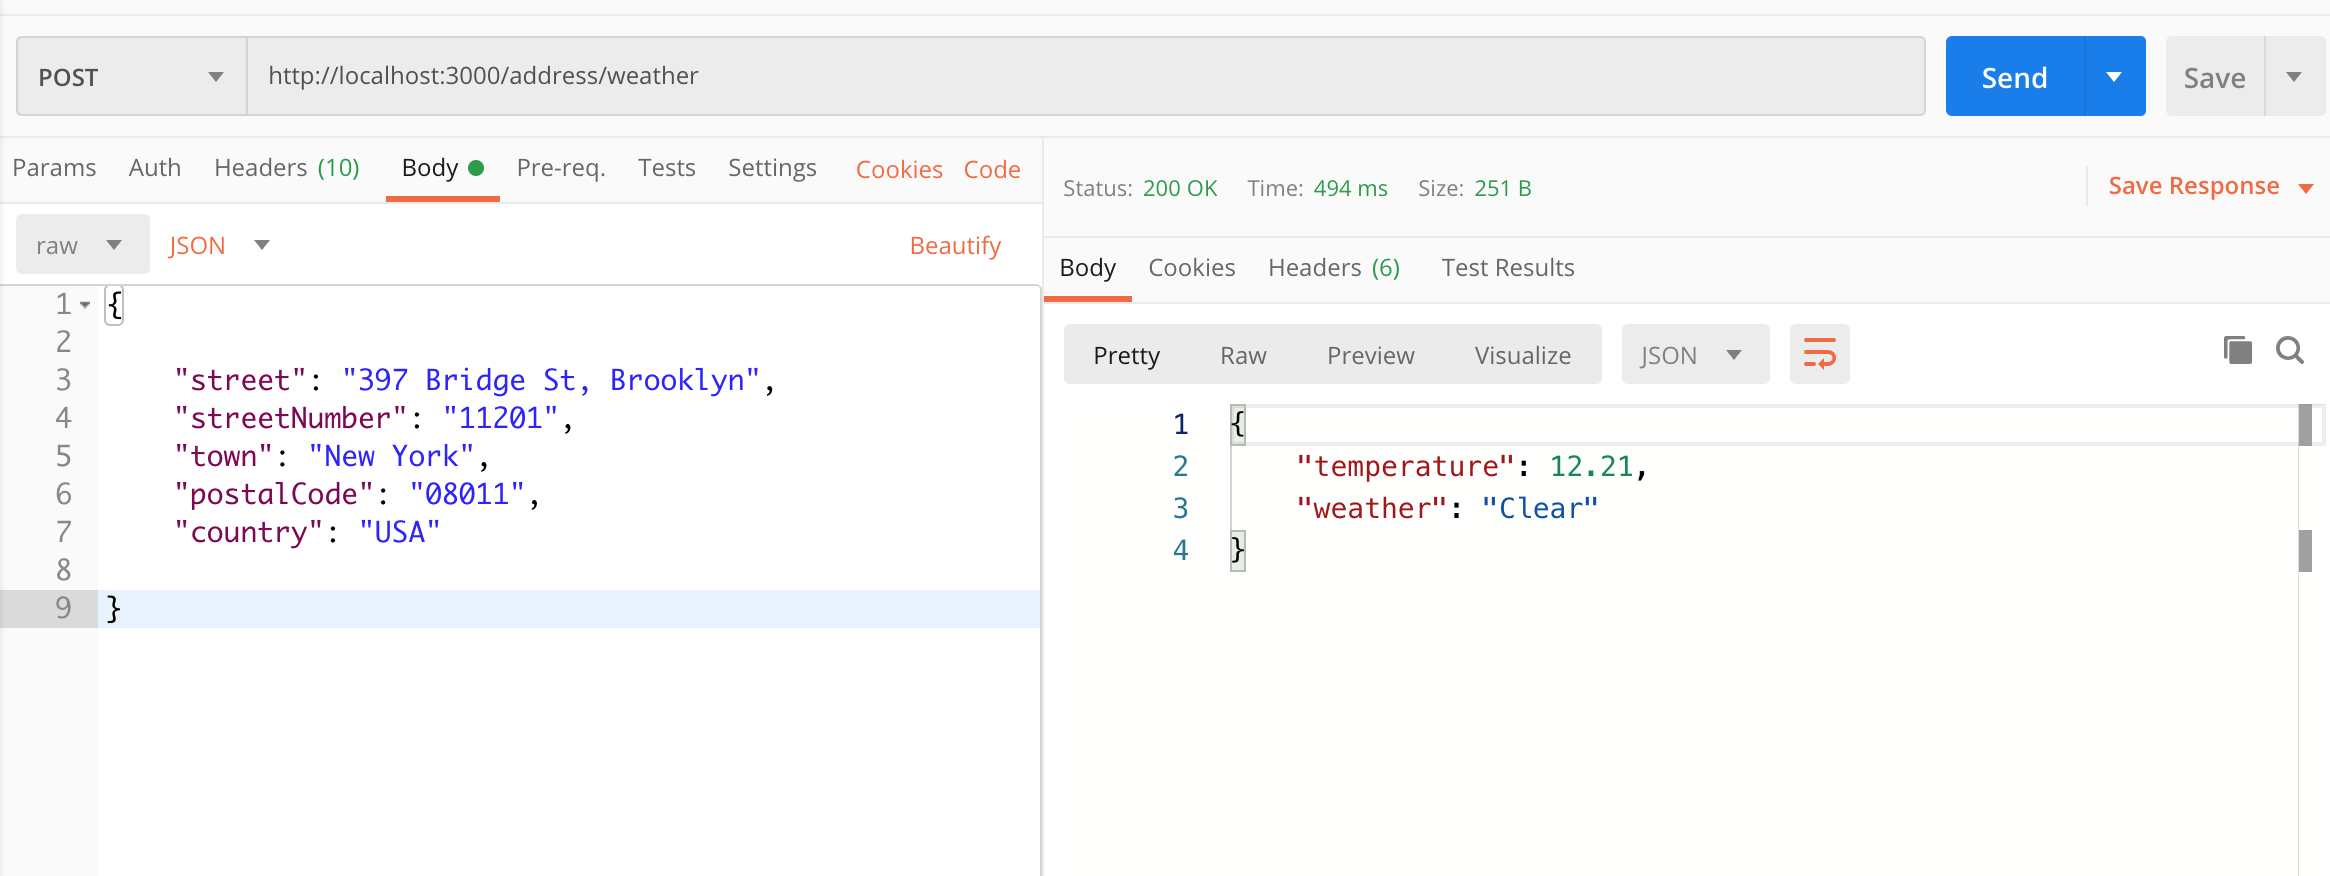 POST http://localhost:3000/address/weather Send Save
Params Auth Headers (10) Body Pre-req. Tests Settings Cookies Code
raw JSON Beautify
1 {
2
3 "street": "397 Bridge St, Brooklyn",
4 "streetNumber": "11201",
5 "town": "New York",
6 "postalCode": "08011",
7 "country": "USA"
8
9 }
Status: 200 OK Time: 494 ms Size: 251 B Save Response
Body Cookies Headers (6) Test Results
Pretty Raw Preview Visualize JSON
1 {
2 "temperature": 12.21,
3 "weather": "Clear"
4 }